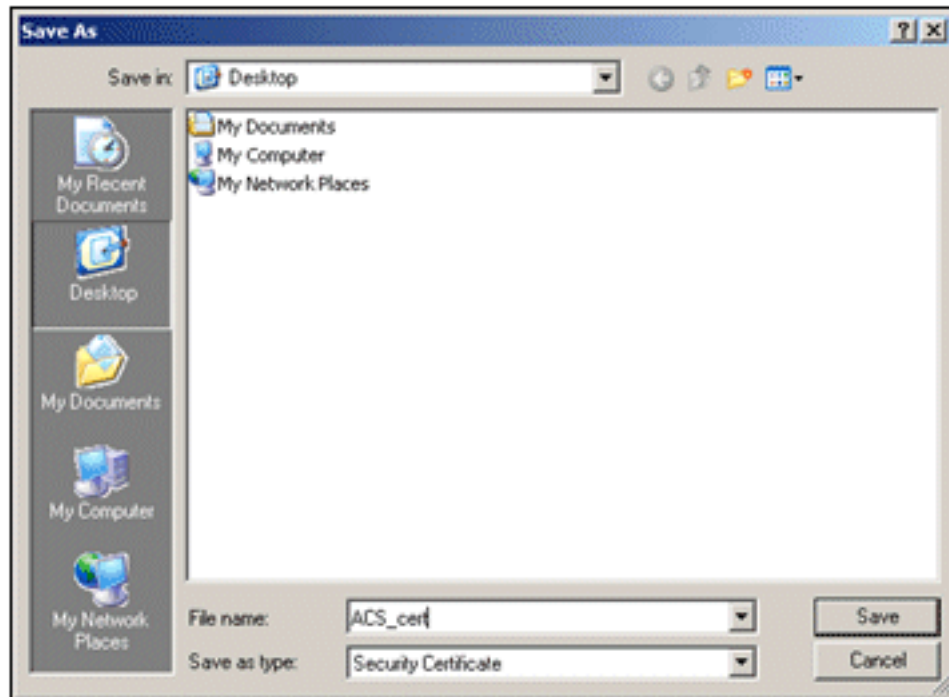 Save As
Save in:
Desktop
My Recent
Documents
Desktop
My Documents
My Computer
My Network
Places
My Documents
My Computer
My Network Places
File name:
ACS_cert
Save
Save as type:
Security Certificate
Cancel